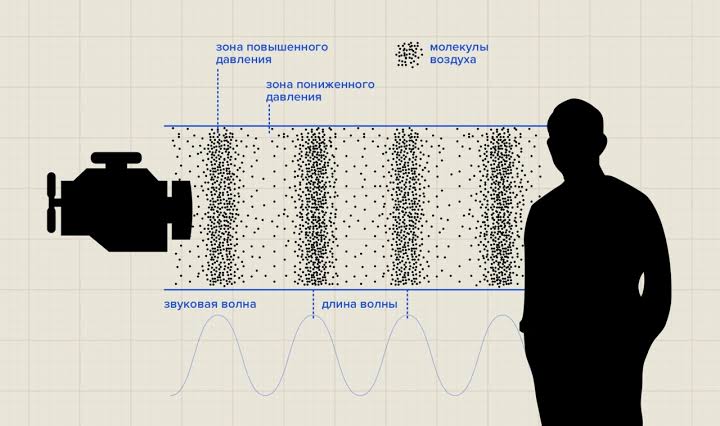 зона повышенного
давления
молекулы
воздуха
зона пониженного
давления
звуковая волна
длина волны